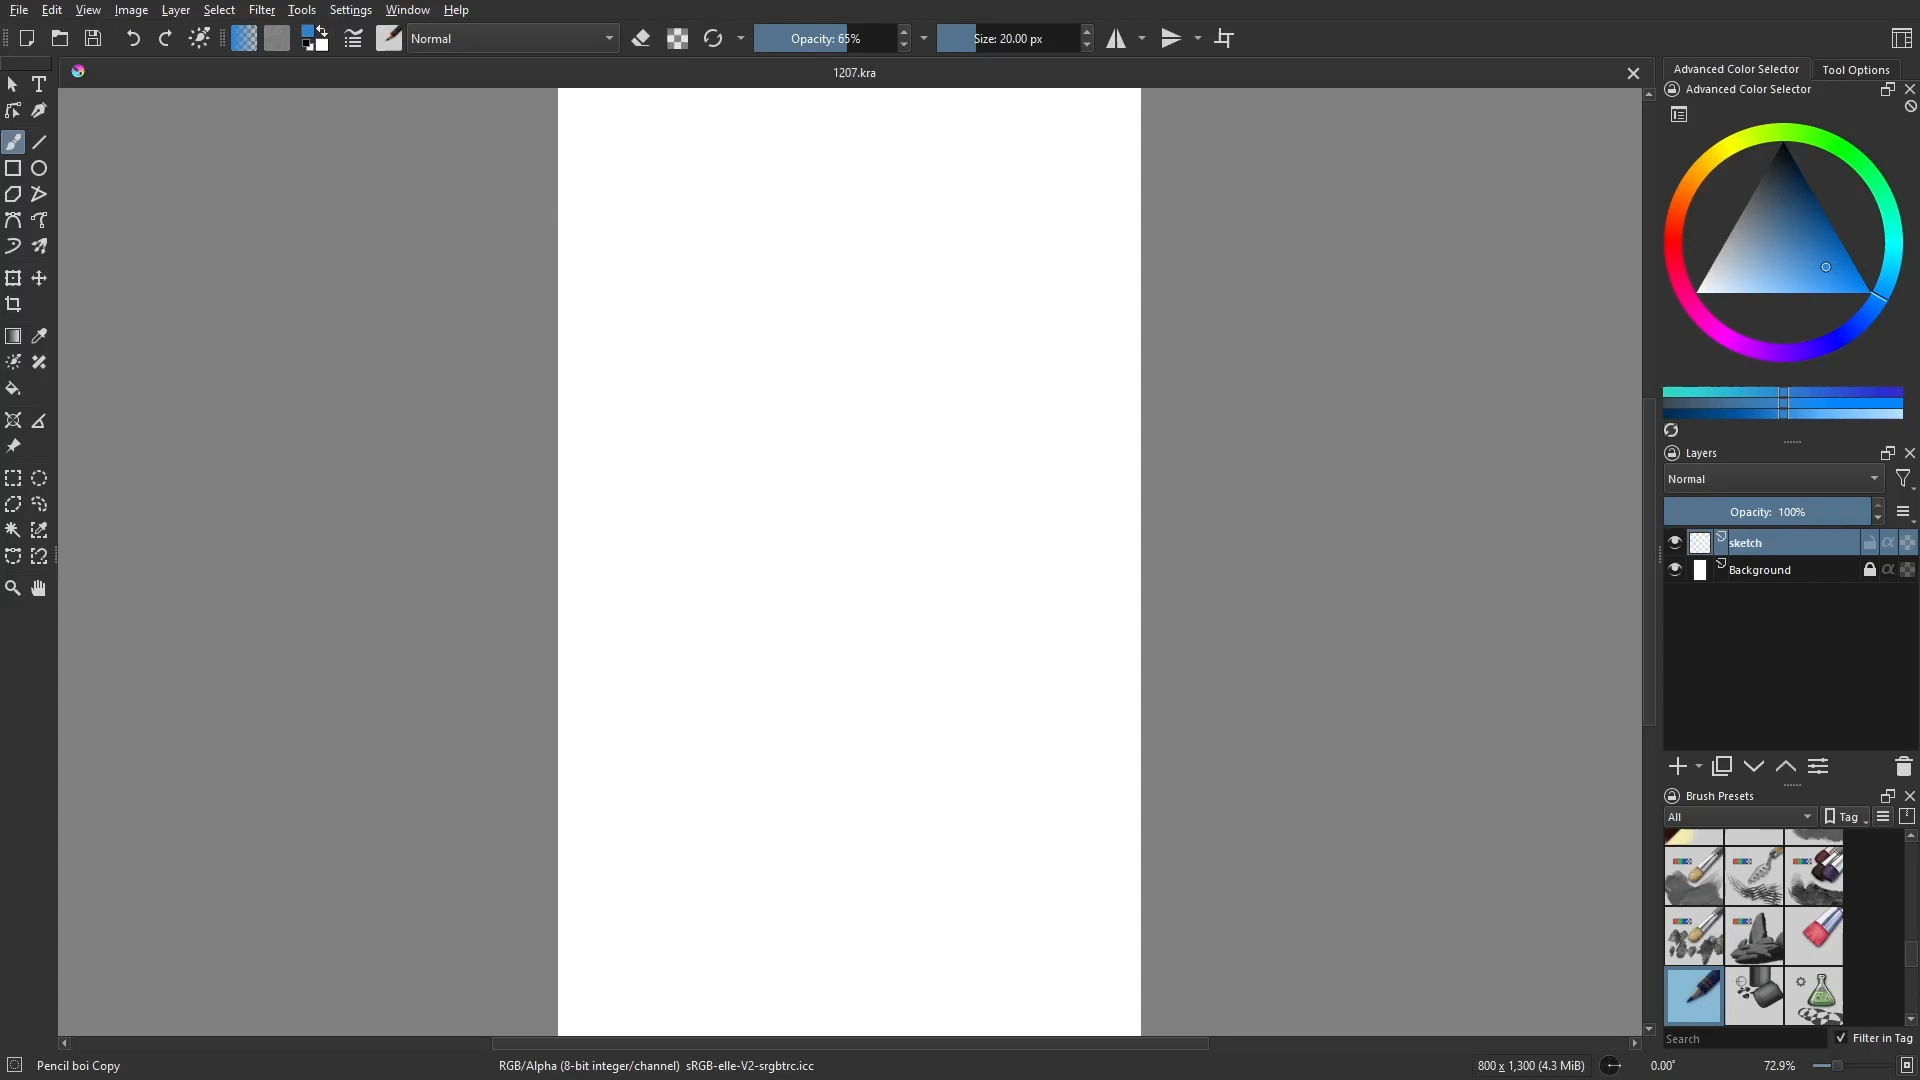 File Edit View Image Layer Select Filter Tools Settings Window Help
Normal Opacity: 65% Size: 20.00 px
1207.kra
Advanced Color Selector Tool Options
Advanced Color Selector
Layers
Normal
Opacity: 100%
sketch
Background
Brush Presets
All Tag
Search Filter in Tag
Pencil boi Copy RGB/Alpha (8-bit integer/channel) sRGB-elle-V2-srgbtrc.icc 800 x 1,300 (4.3 MiB) 0.00° 72.9%